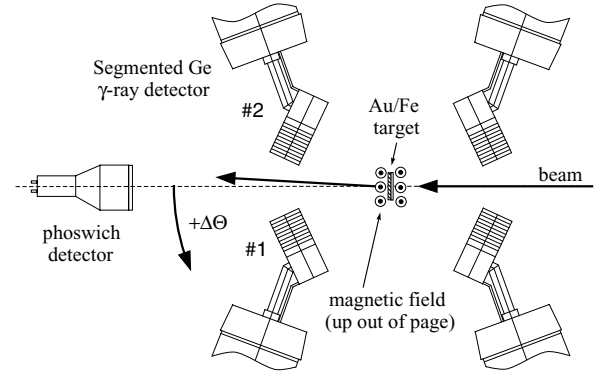 Segmented Ge
γ-ray detector
#2
Au/Fe
target
beam
phoswich
detector
+ΔΘ
#1
magnetic field
(up out of page)